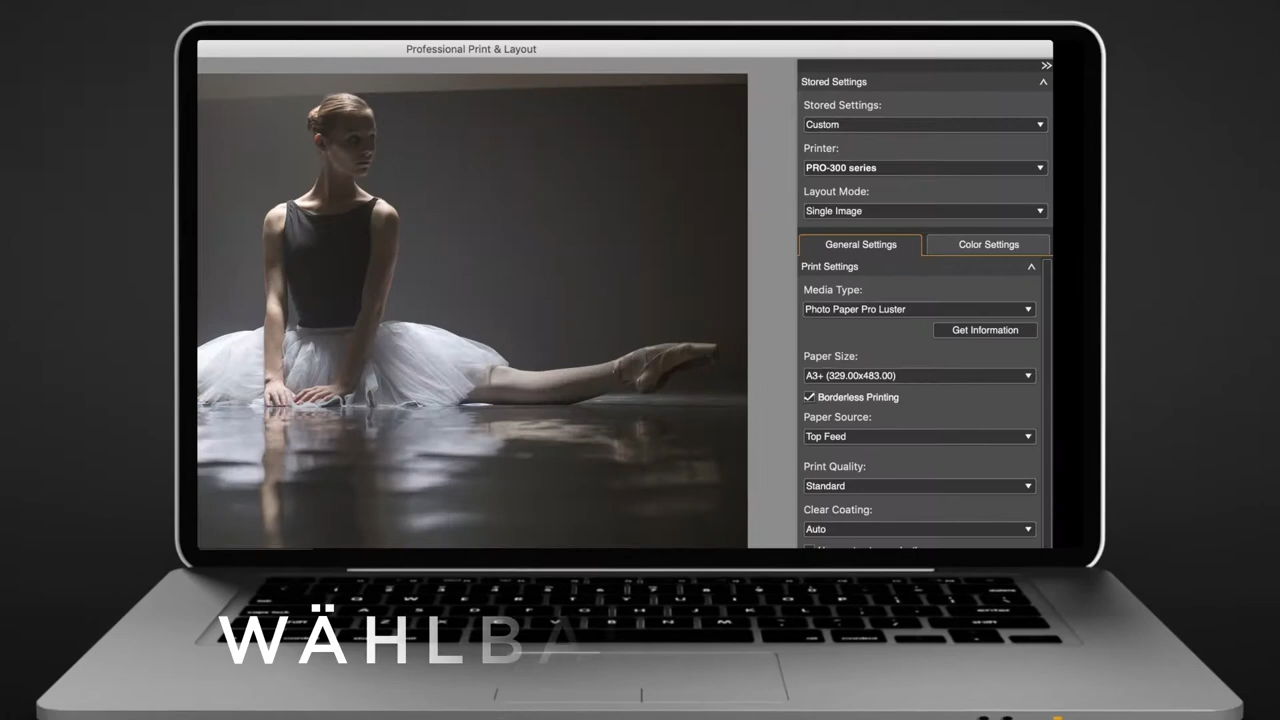 Professional Print & Layout
Stored Settings
Stored Settings:
Custom
Printer:
PRO-300 series
Layout Mode:
Single Image
General Settings
Color Settings
Print Settings
Media Type:
Photo Paper Pro Luster
Get Information
Paper Size:
A3+ (329.00x483.00)
Borderless Printing
Paper Source:
Top Feed
Print Quality:
Standard
Clear Coating:
Auto
WÄHLBA